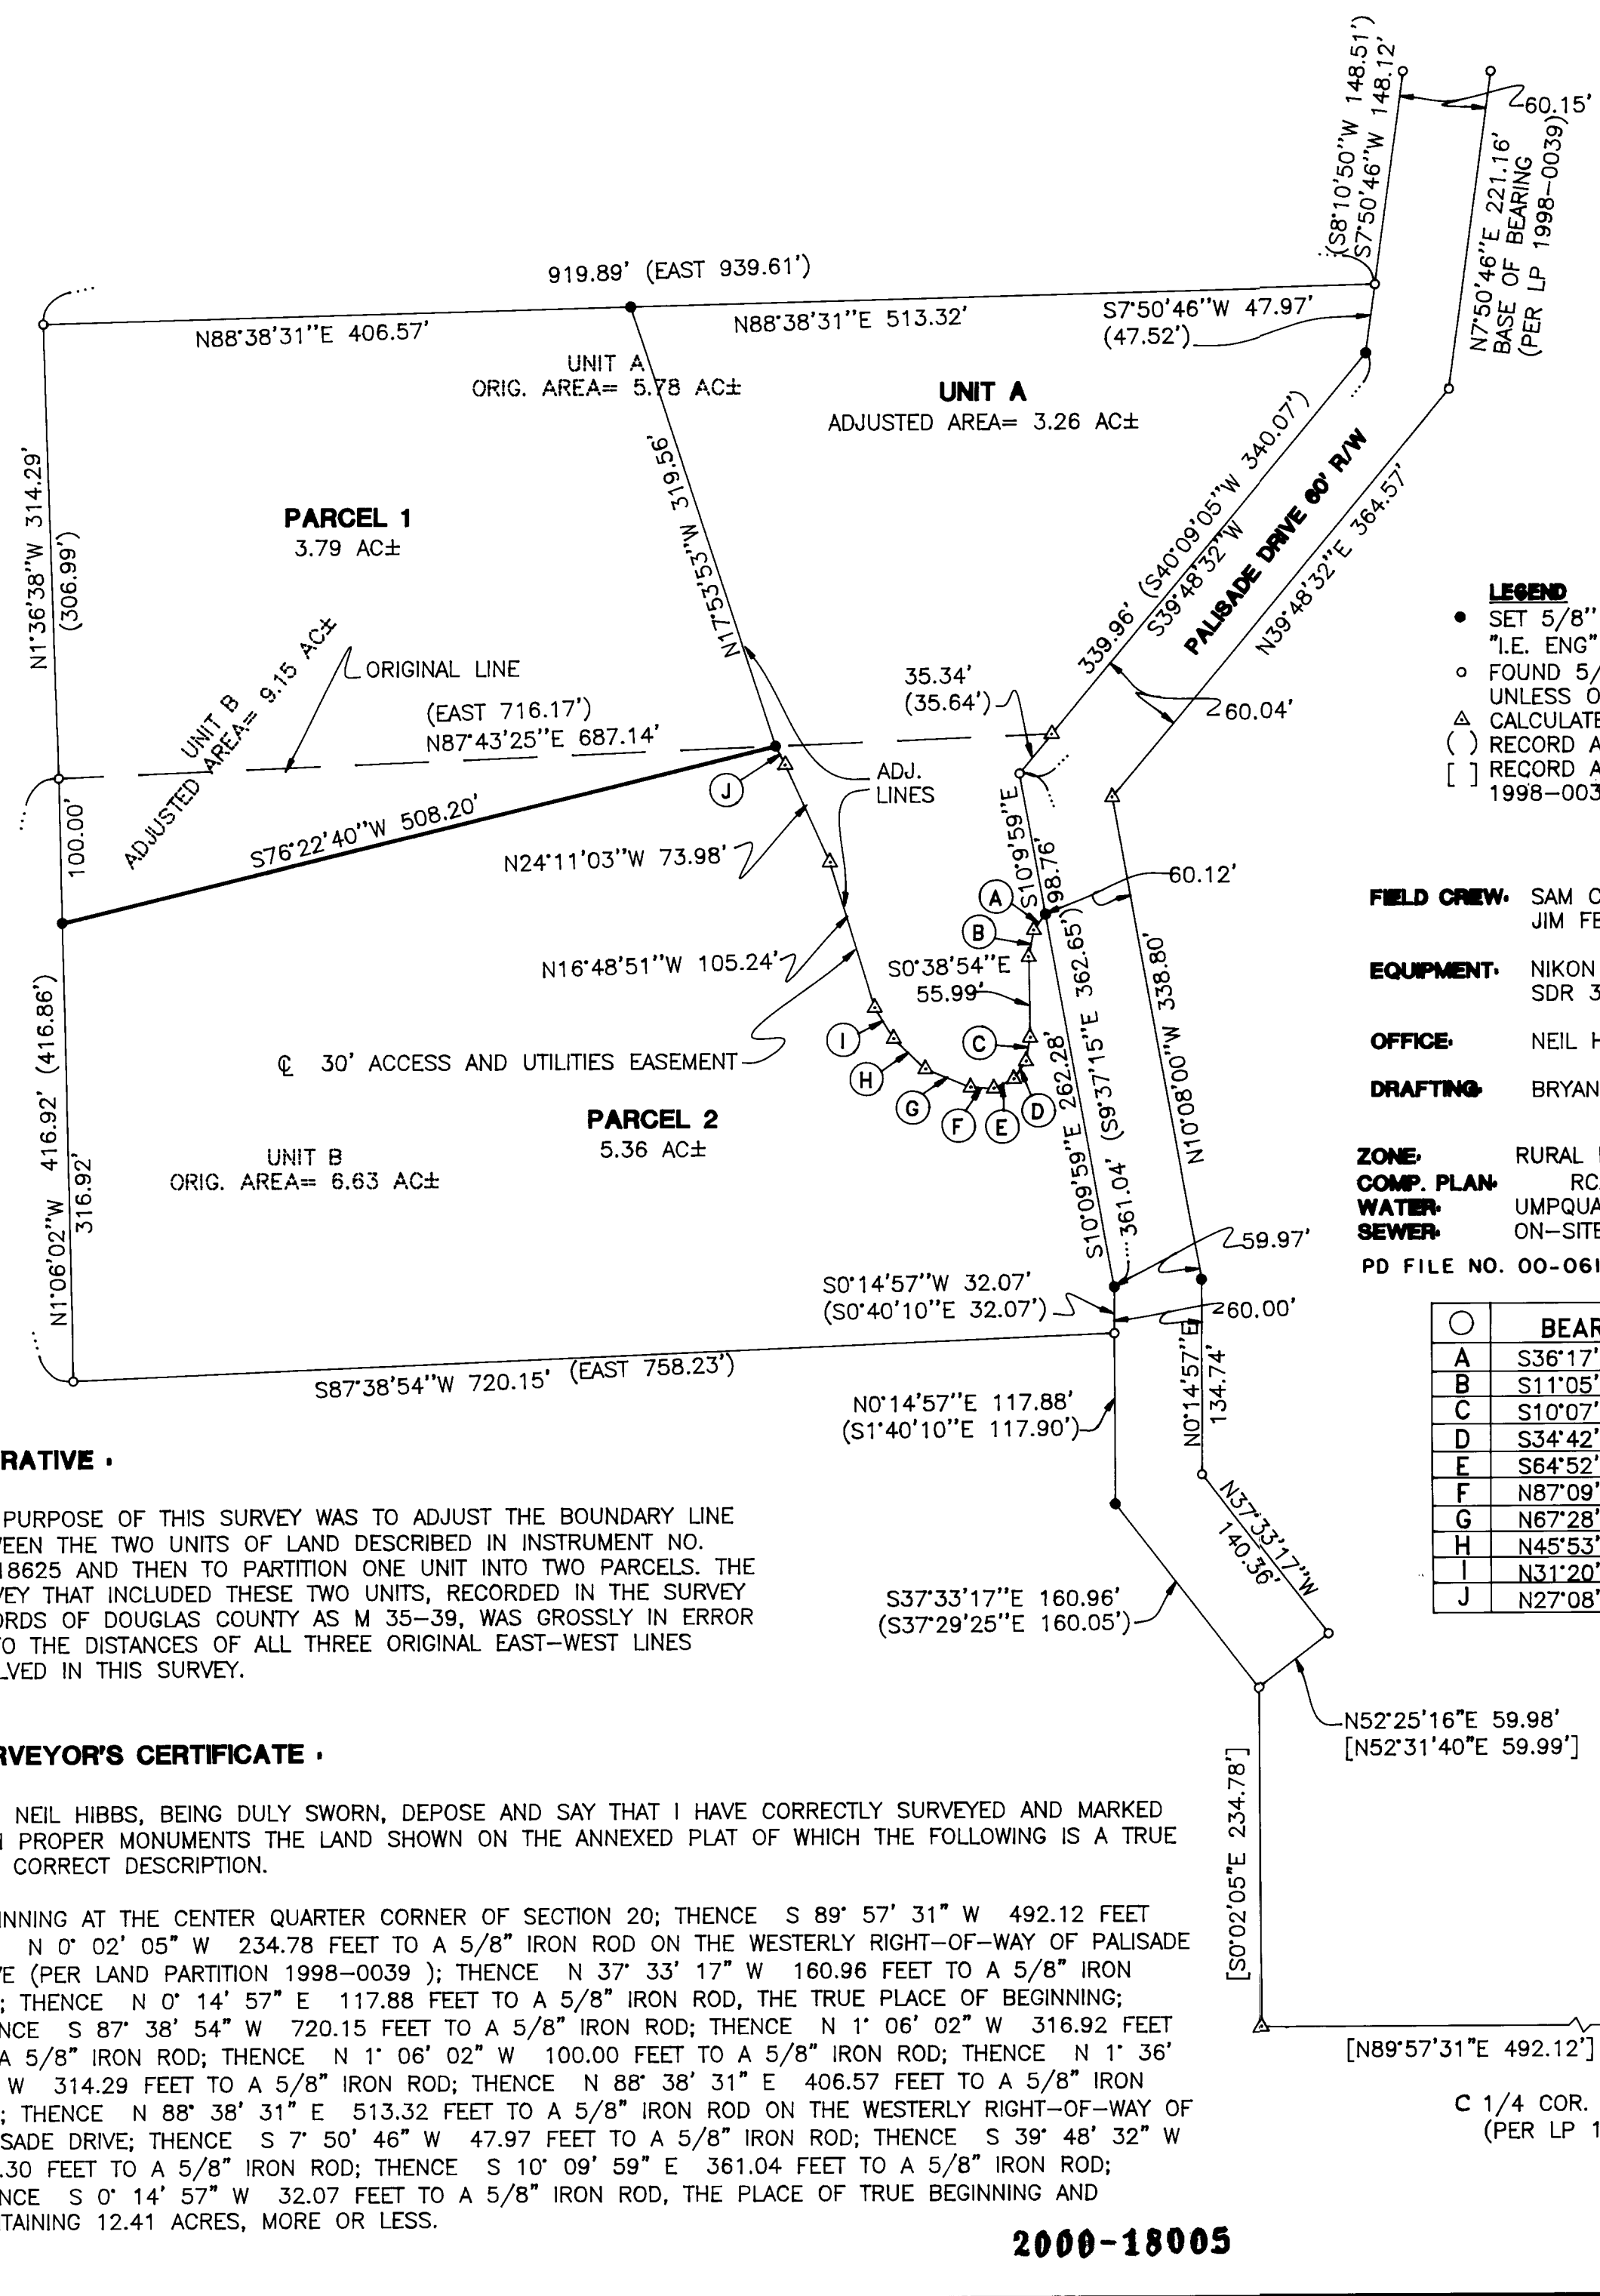 (S8°10'50"W 148.51')
S7°50'46"W 148.12'
60.15'
N7°50'46"E 221.16'
BASE OF BEARING
(PER LP 1998-0039)
919.89' (EAST 939.61')
N88°38'31"E 406.57'
N88°38'31"E 513.32'
S7°50'46"W 47.97'
(47.52')
UNIT A
ORIG. AREA= 5.78 AC±
UNIT A
ADJUSTED AREA= 3.26 AC±
N1°36'38"W 314.29'
(306.99')
PARCEL 1
3.79 AC±
N17°53'53"W 319.56'
339.96' (S40°09'05"W 340.07')
S39°48'32"W
PALISADE DRIVE 60' R/W
N39°48'32"E 364.57'
60.04'
UNIT B
ADJUSTED AREA= 9.15 AC±
ORIGINAL LINE
(EAST 716.17')
N87°43'25"E 687.14'
35.34'
(35.64')
LEGEND
● SET 5/8"
"I.E. ENG"
○ FOUND 5/
UNLESS O
△ CALCULATE
( ) RECORD A
[ ] RECORD A
1998-003
J
ADJ.
LINES
100.00'
S76°22'40"W 508.20'
N24°11'03"W 73.98'
S10°9'59"E
98.76'
60.12'
A
B
FIELD CREW: SAM C
JIM FE
N16°48'51"W 105.24'
S0°38'54"E
55.99'
EQUIPMENT: NIKON
SDR 3
N10°08'00"W 338.80'
I
C
H
G
F
E
D
OFFICE: NEIL H
℄ 30' ACCESS AND UTILITIES EASEMENT
DRAFTING: BRYAN
S10°09'59"E 262.28'
361.04' (S9°37'15"E 362.65')
N1°06'02"W 416.92' (416.86')
316.92'
PARCEL 2
5.36 AC±
UNIT B
ORIG. AREA= 6.63 AC±
ZONE: RURAL
COMP. PLAN: RC
WATER: UMPQUA
SEWER: ON-SITE
PD FILE NO. 00-061
59.97'
S0°14'57"W 32.07'
(S0°40'10"E 32.07')
60.00'
○ BEAR
A S36°17'
B S11°05'
C S10°07'
D S34°42'
E S64°52'
F N87°09'
G N67°28'
H N45°53'
I N31°20'
J N27°08'
S87°38'54"W 720.15' (EAST 758.23')
N0°14'57"E 117.88'
(S1°40'10"E 117.90')
N0°14'57"E
134.74'
N37°33'17"W
140.36'
S37°33'17"E 160.96'
(S37°29'25"E 160.05')
N52°25'16"E 59.98'
[N52°31'40"E 59.99']
[S0°02'05"E 234.78']
[N89°57'31"E 492.12']
C 1/4 COR.
(PER LP 1
RATIVE :
PURPOSE OF THIS SURVEY WAS TO ADJUST THE BOUNDARY LINE
EEN THE TWO UNITS OF LAND DESCRIBED IN INSTRUMENT NO.
18625 AND THEN TO PARTITION ONE UNIT INTO TWO PARCELS. THE
VEY THAT INCLUDED THESE TWO UNITS, RECORDED IN THE SURVEY
ORDS OF DOUGLAS COUNTY AS M 35-39, WAS GROSSLY IN ERROR
TO THE DISTANCES OF ALL THREE ORIGINAL EAST-WEST LINES
LVED IN THIS SURVEY.
RVEYOR'S CERTIFICATE :
NEIL HIBBS, BEING DULY SWORN, DEPOSE AND SAY THAT I HAVE CORRECTLY SURVEYED AND MARKED
H PROPER MONUMENTS THE LAND SHOWN ON THE ANNEXED PLAT OF WHICH THE FOLLOWING IS A TRUE
CORRECT DESCRIPTION.
INNING AT THE CENTER QUARTER CORNER OF SECTION 20; THENCE S 89° 57' 31" W 492.12 FEET
N 0° 02' 05" W 234.78 FEET TO A 5/8" IRON ROD ON THE WESTERLY RIGHT-OF-WAY OF PALISADE
VE (PER LAND PARTITION 1998-0039 ); THENCE N 37° 33' 17" W 160.96 FEET TO A 5/8" IRON
; THENCE N 0° 14' 57" E 117.88 FEET TO A 5/8" IRON ROD, THE TRUE PLACE OF BEGINNING;
NCE S 87° 38' 54" W 720.15 FEET TO A 5/8" IRON ROD; THENCE N 1° 06' 02" W 316.92 FEET
A 5/8" IRON ROD; THENCE N 1° 06' 02" W 100.00 FEET TO A 5/8" IRON ROD; THENCE N 1° 36'
W 314.29 FEET TO A 5/8" IRON ROD; THENCE N 88° 38' 31" E 406.57 FEET TO A 5/8" IRON
; THENCE N 88° 38' 31" E 513.32 FEET TO A 5/8" IRON ROD ON THE WESTERLY RIGHT-OF-WAY OF
SADE DRIVE; THENCE S 7° 50' 46" W 47.97 FEET TO A 5/8" IRON ROD; THENCE S 39° 48' 32" W
.30 FEET TO A 5/8" IRON ROD; THENCE S 10° 09' 59" E 361.04 FEET TO A 5/8" IRON ROD;
NCE S 0° 14' 57" W 32.07 FEET TO A 5/8" IRON ROD, THE PLACE OF TRUE BEGINNING AND
TAINING 12.41 ACRES, MORE OR LESS.
2000-18005